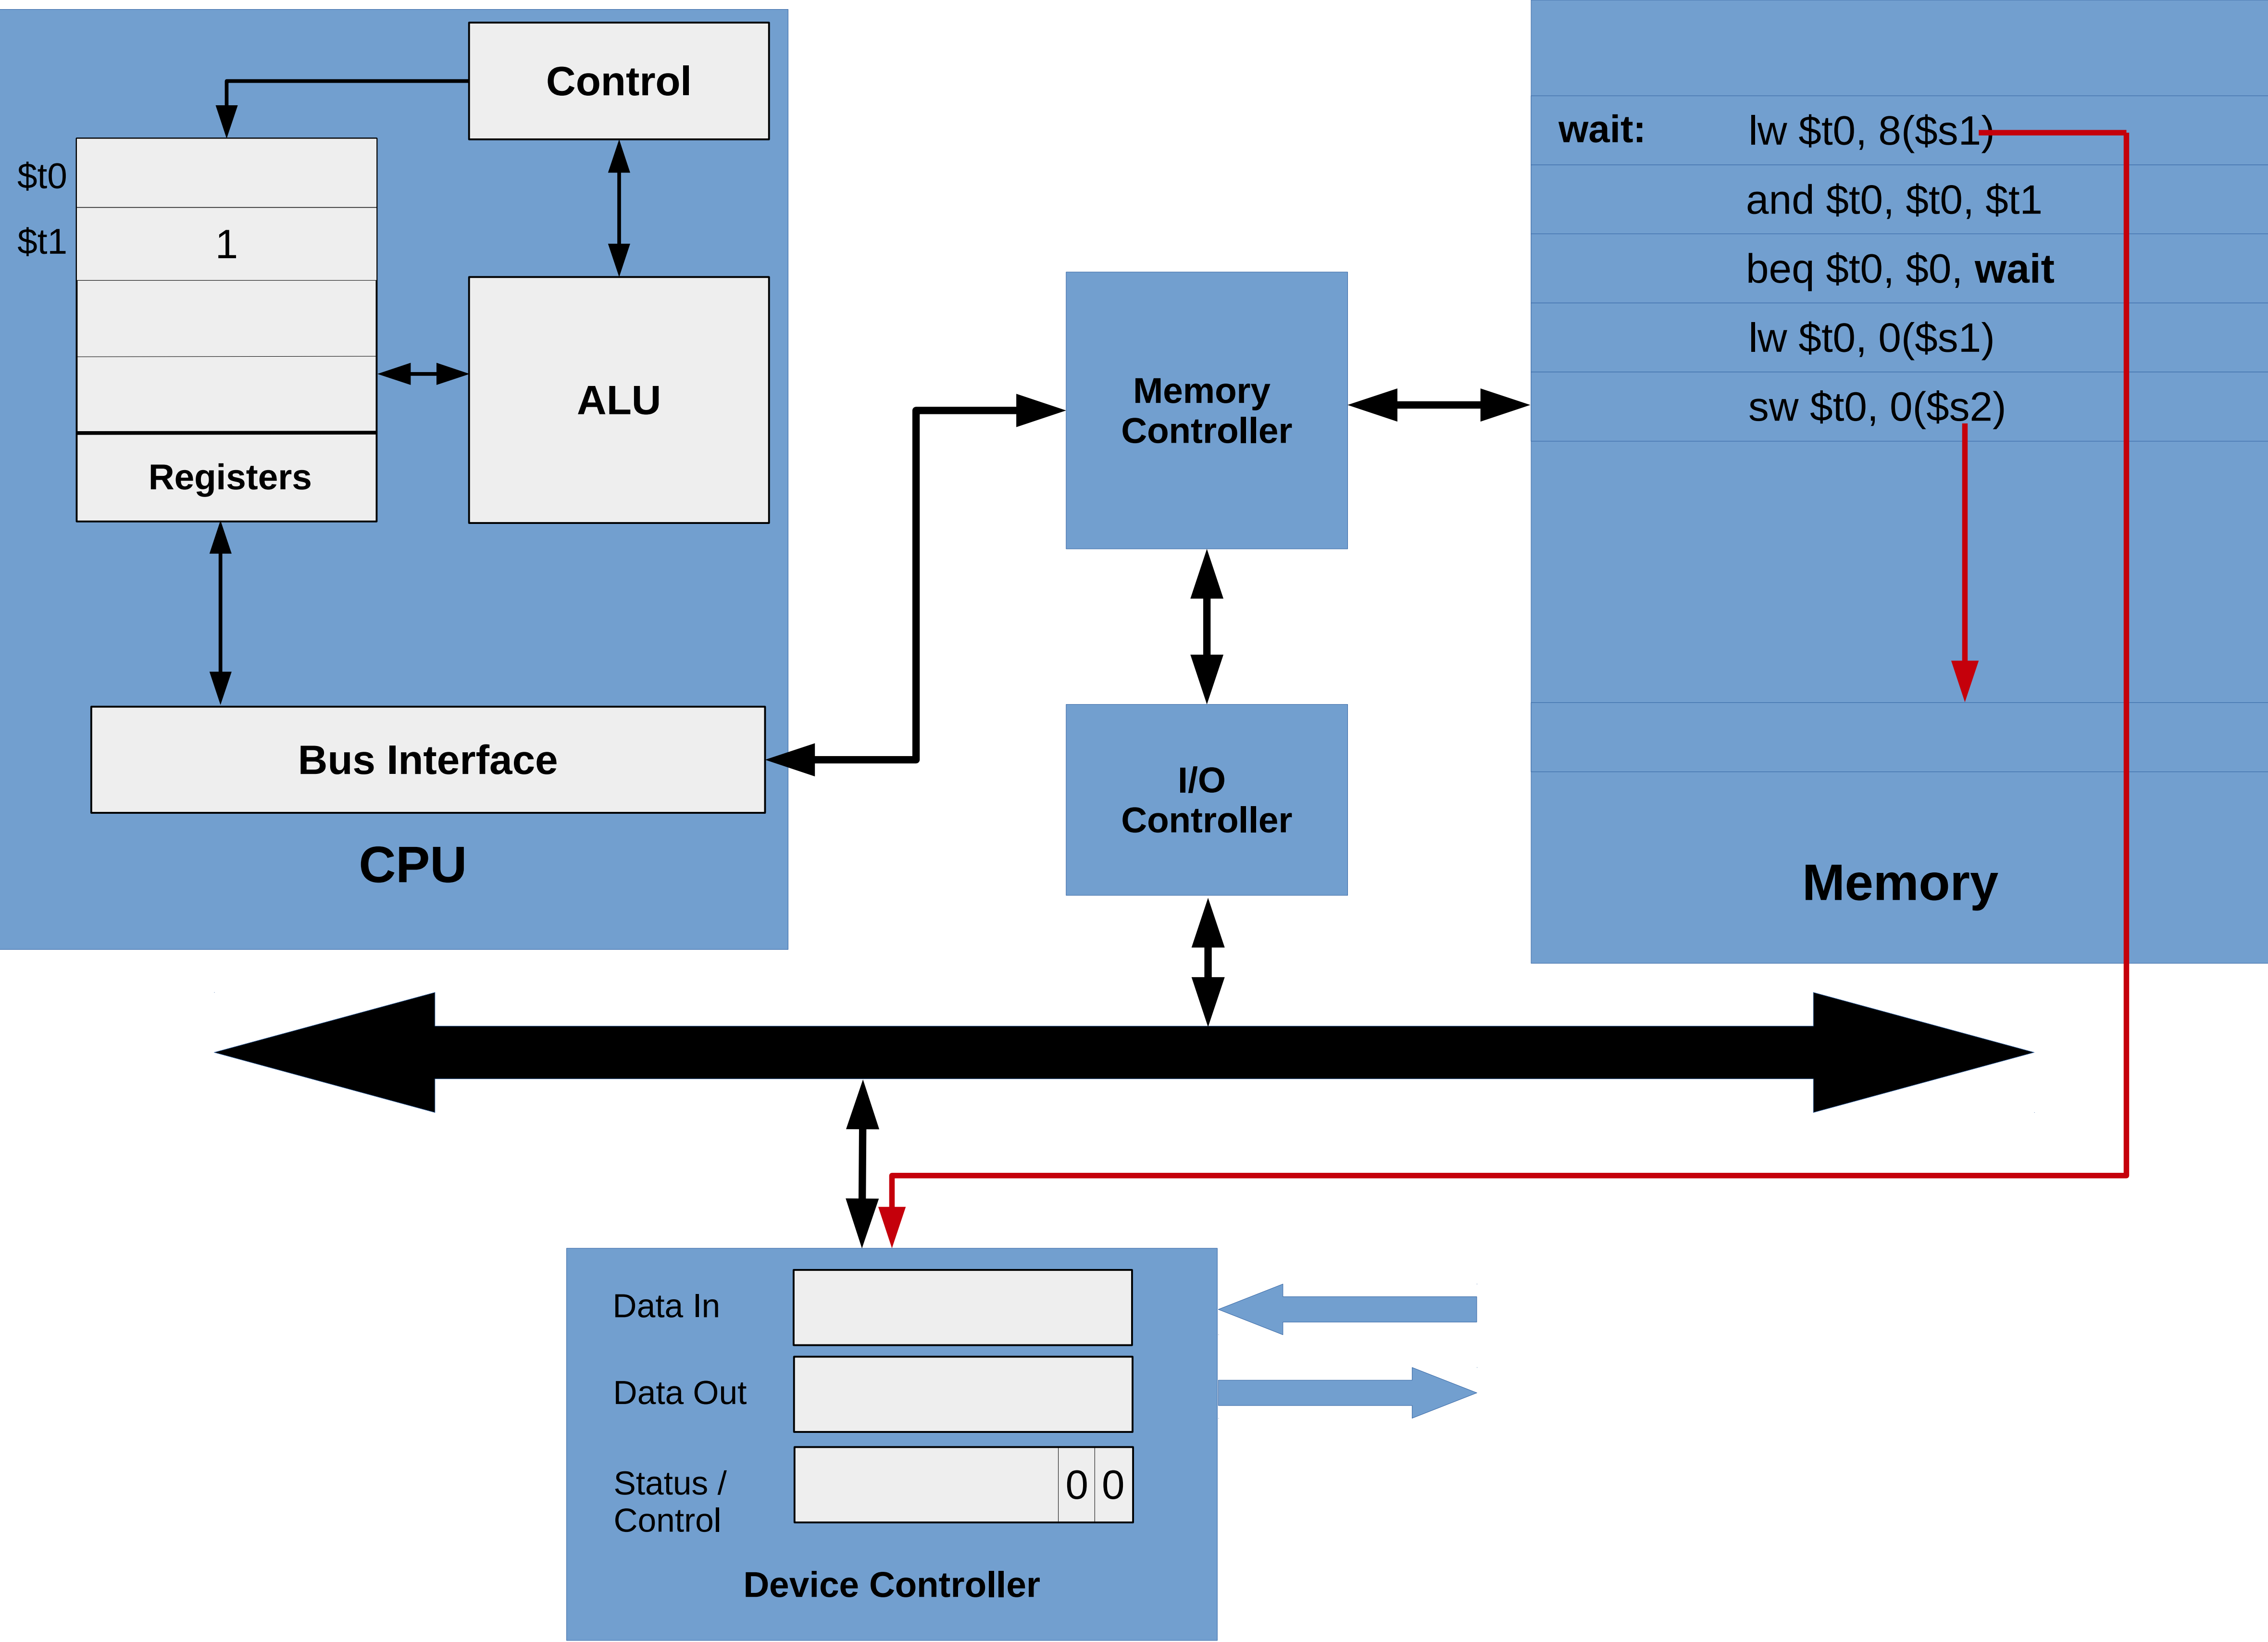 Control
$t0
$t1
1
ALU
Registers
Bus Interface
CPU
Memory
Controller
I/O
Controller
wait: lw $t0, 8($s1)
and $t0, $t0, $t1
beq $t0, $0, wait
lw $t0, 0($s1)
sw $t0, 0($s2)
Memory
Data In
Data Out
Status /
Control
0 0
Device Controller